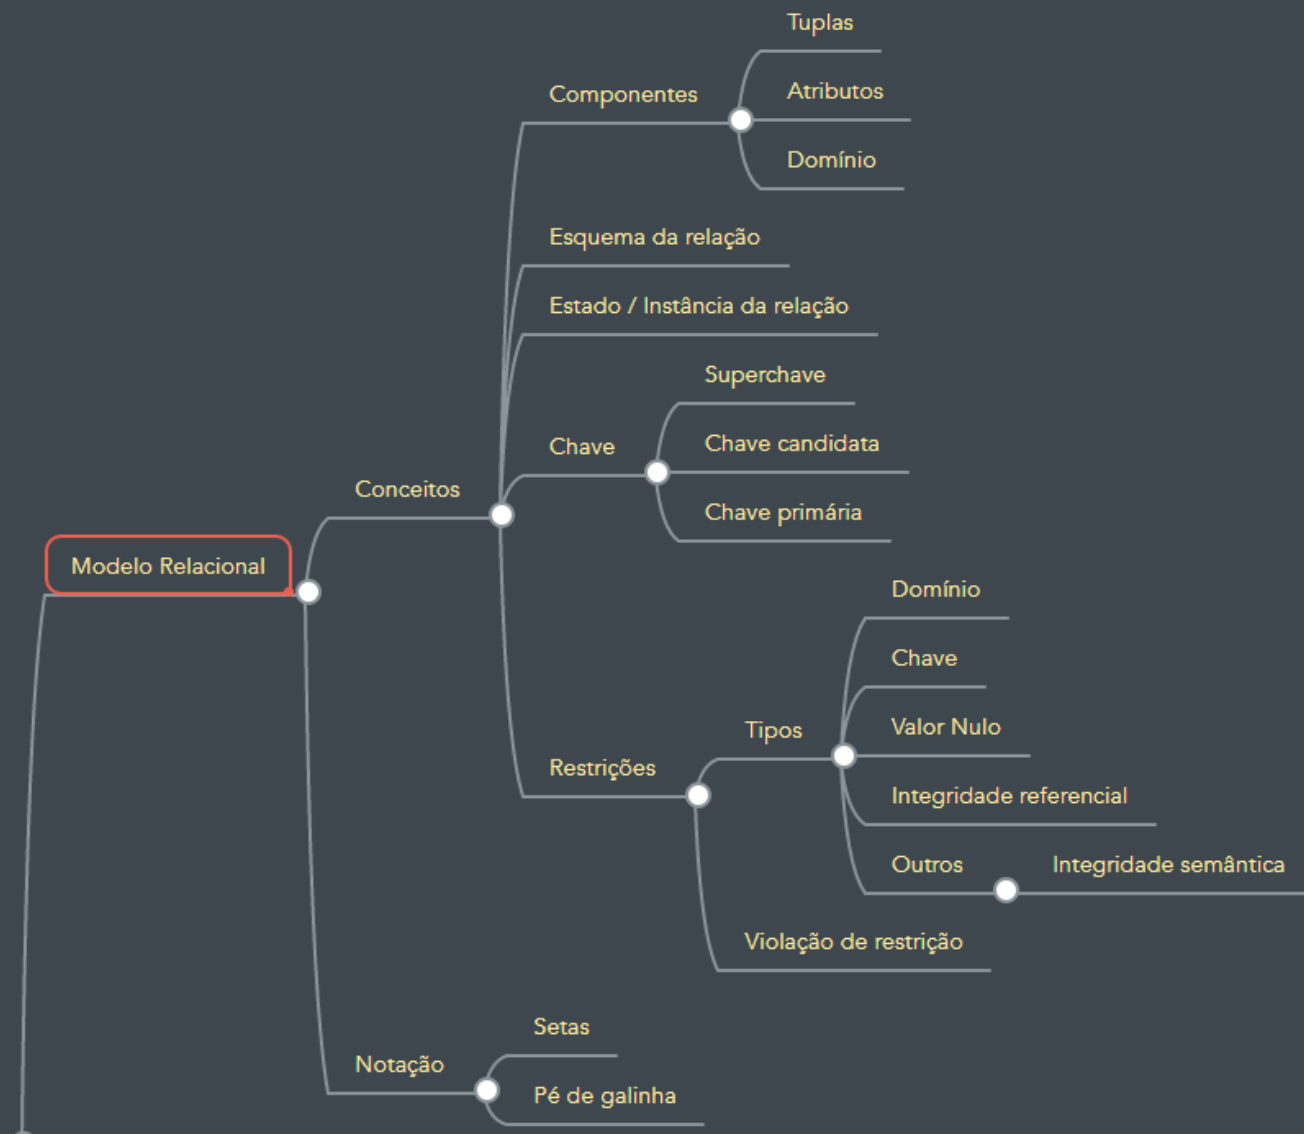 Tuplas
Componentes
Atributos
Domínio
Esquema da relação
Estado / Instância da relação
Superchave
Chave
Chave candidata
Conceitos
Chave primária
Modelo Relacional
Domínio
Chave
Tipos
Valor Nulo
Restrições
Integridade referencial
Outros
Integridade semântica
Violação de restrição
Setas
Notação
Pé de galinha